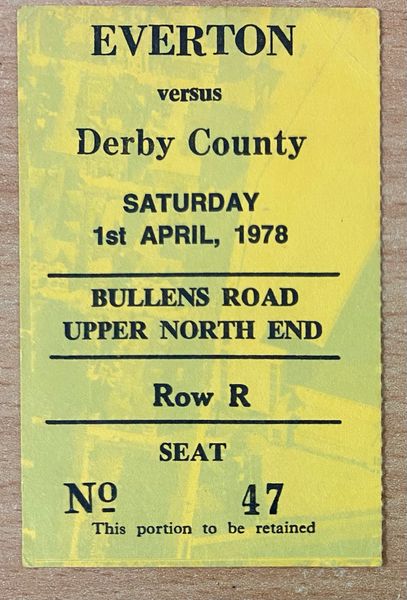 EVERTON
versus
Derby County
SATURDAY
1st APRIL, 1978
BULLENS ROAD
UPPER NORTH END
Row R
SEAT
Nº 47
This portion to be retained